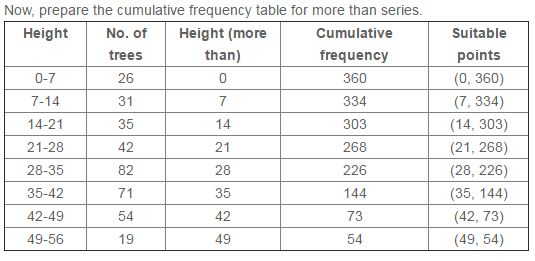 Now, prepare the cumulative frequency table for more than series.
Height No. of trees Height (more than) Cumulative frequency Suitable points
0-7 26 0 360 (0, 360)
7-14 31 7 334 (7, 334)
14-21 35 14 303 (14, 303)
21-28 42 21 268 (21, 268)
28-35 82 28 226 (28, 226)
35-42 71 35 144 (35, 144)
42-49 54 42 73 (42, 73)
49-56 19 49 54 (49, 54)